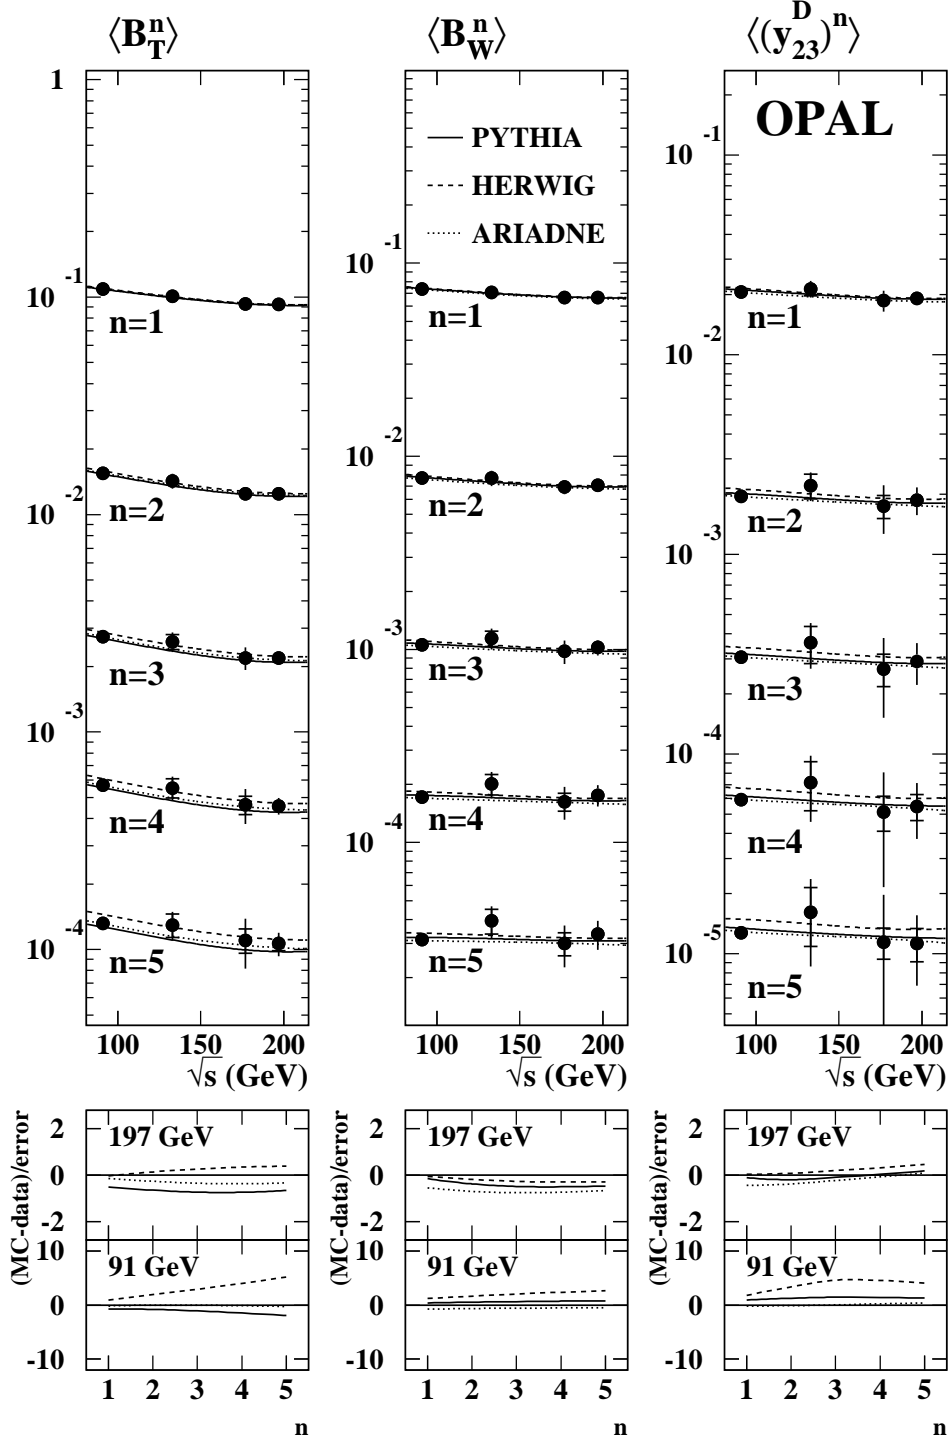 ⟨B_T^n⟩
⟨B_W^n⟩
⟨(y_23^D)^n⟩
1
10^-1
10^-2
10^-3
10^-4
n=1
n=2
n=3
n=4
n=5
100 150 200
√s (GeV)
PYTHIA
HERWIG
ARIADNE
10^-1
10^-2
10^-3
10^-4
n=1
n=2
n=3
n=4
n=5
100 150 200
√s (GeV)
OPAL
10^-1
10^-2
10^-3
10^-4
10^-5
n=1
n=2
n=3
n=4
n=5
100 150 200
√s (GeV)
(MC-data)/error
2
0
-2
197 GeV
10
0
-10
91 GeV
1 2 3 4 5
n
(MC-data)/error
2
0
-2
197 GeV
10
0
-10
91 GeV
1 2 3 4 5
n
(MC-data)/error
2
0
-2
197 GeV
10
0
-10
91 GeV
1 2 3 4 5
n